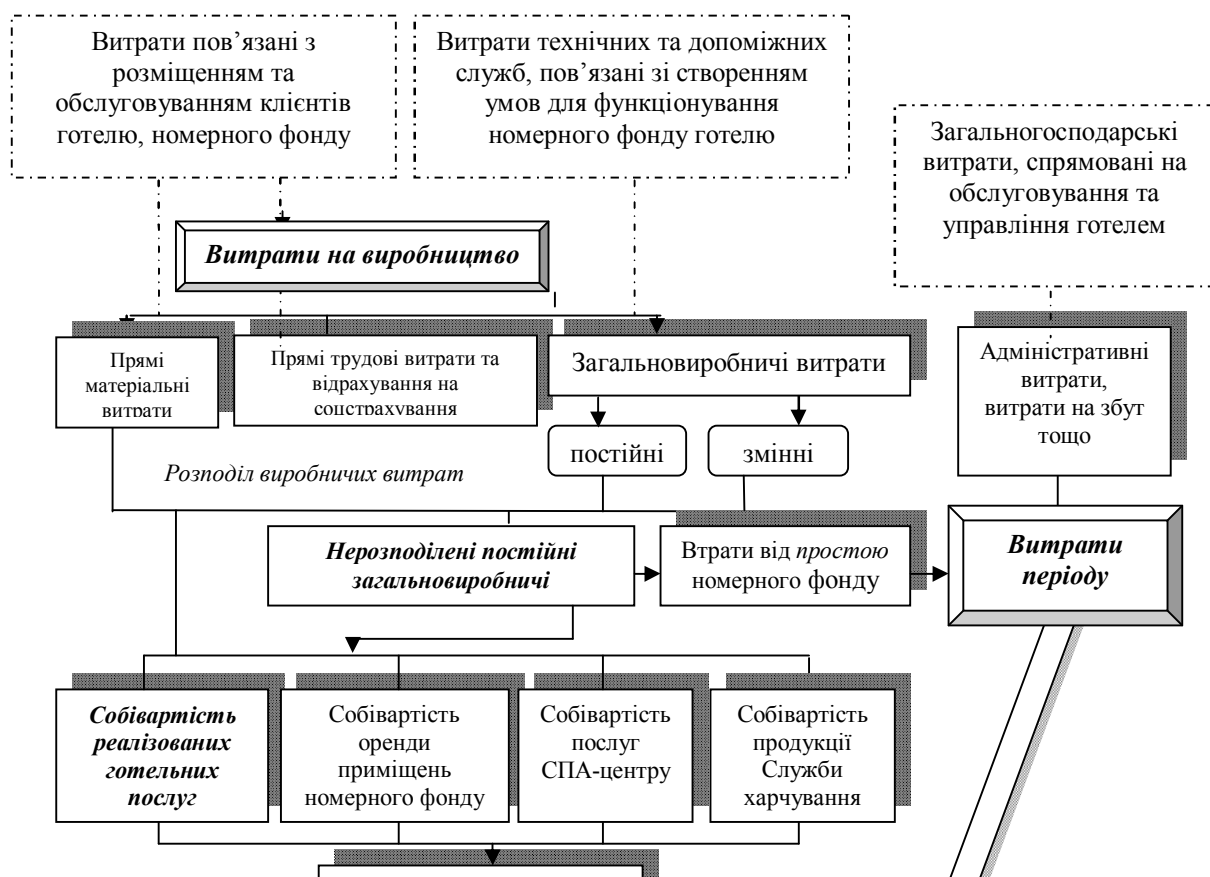 Витрати пов’язані з
розміщенням та
обслуговуванням клієнтів
готелю, номерного фонду
Витрати технічних та допоміжних
служб, пов’язані зі створенням
умов для функціонування
номерного фонду готелю
Загальногосподарські
витрати, спрямовані на
обслуговування та
управління готелем
Витрати на виробництво
Прямі
матеріальні
витрати
Прямі трудові витрати та
відрахування на
соцстрахування
Загальновиробничі витрати
Адміністративні
витрати,
витрати на збут
тощо
постійні
змінні
Розподіл виробничих витрат
Нерозподілені постійні
загальновиробничі
Втрати від простою
номерного фонду
Витрати
періоду
Собівартість
реалізованих
готельних
послуг
Собівартість
оренди
приміщень
номерного фонду
Собівартість
послуг
СПА-центру
Собівартість
продукції
Служби
харчування